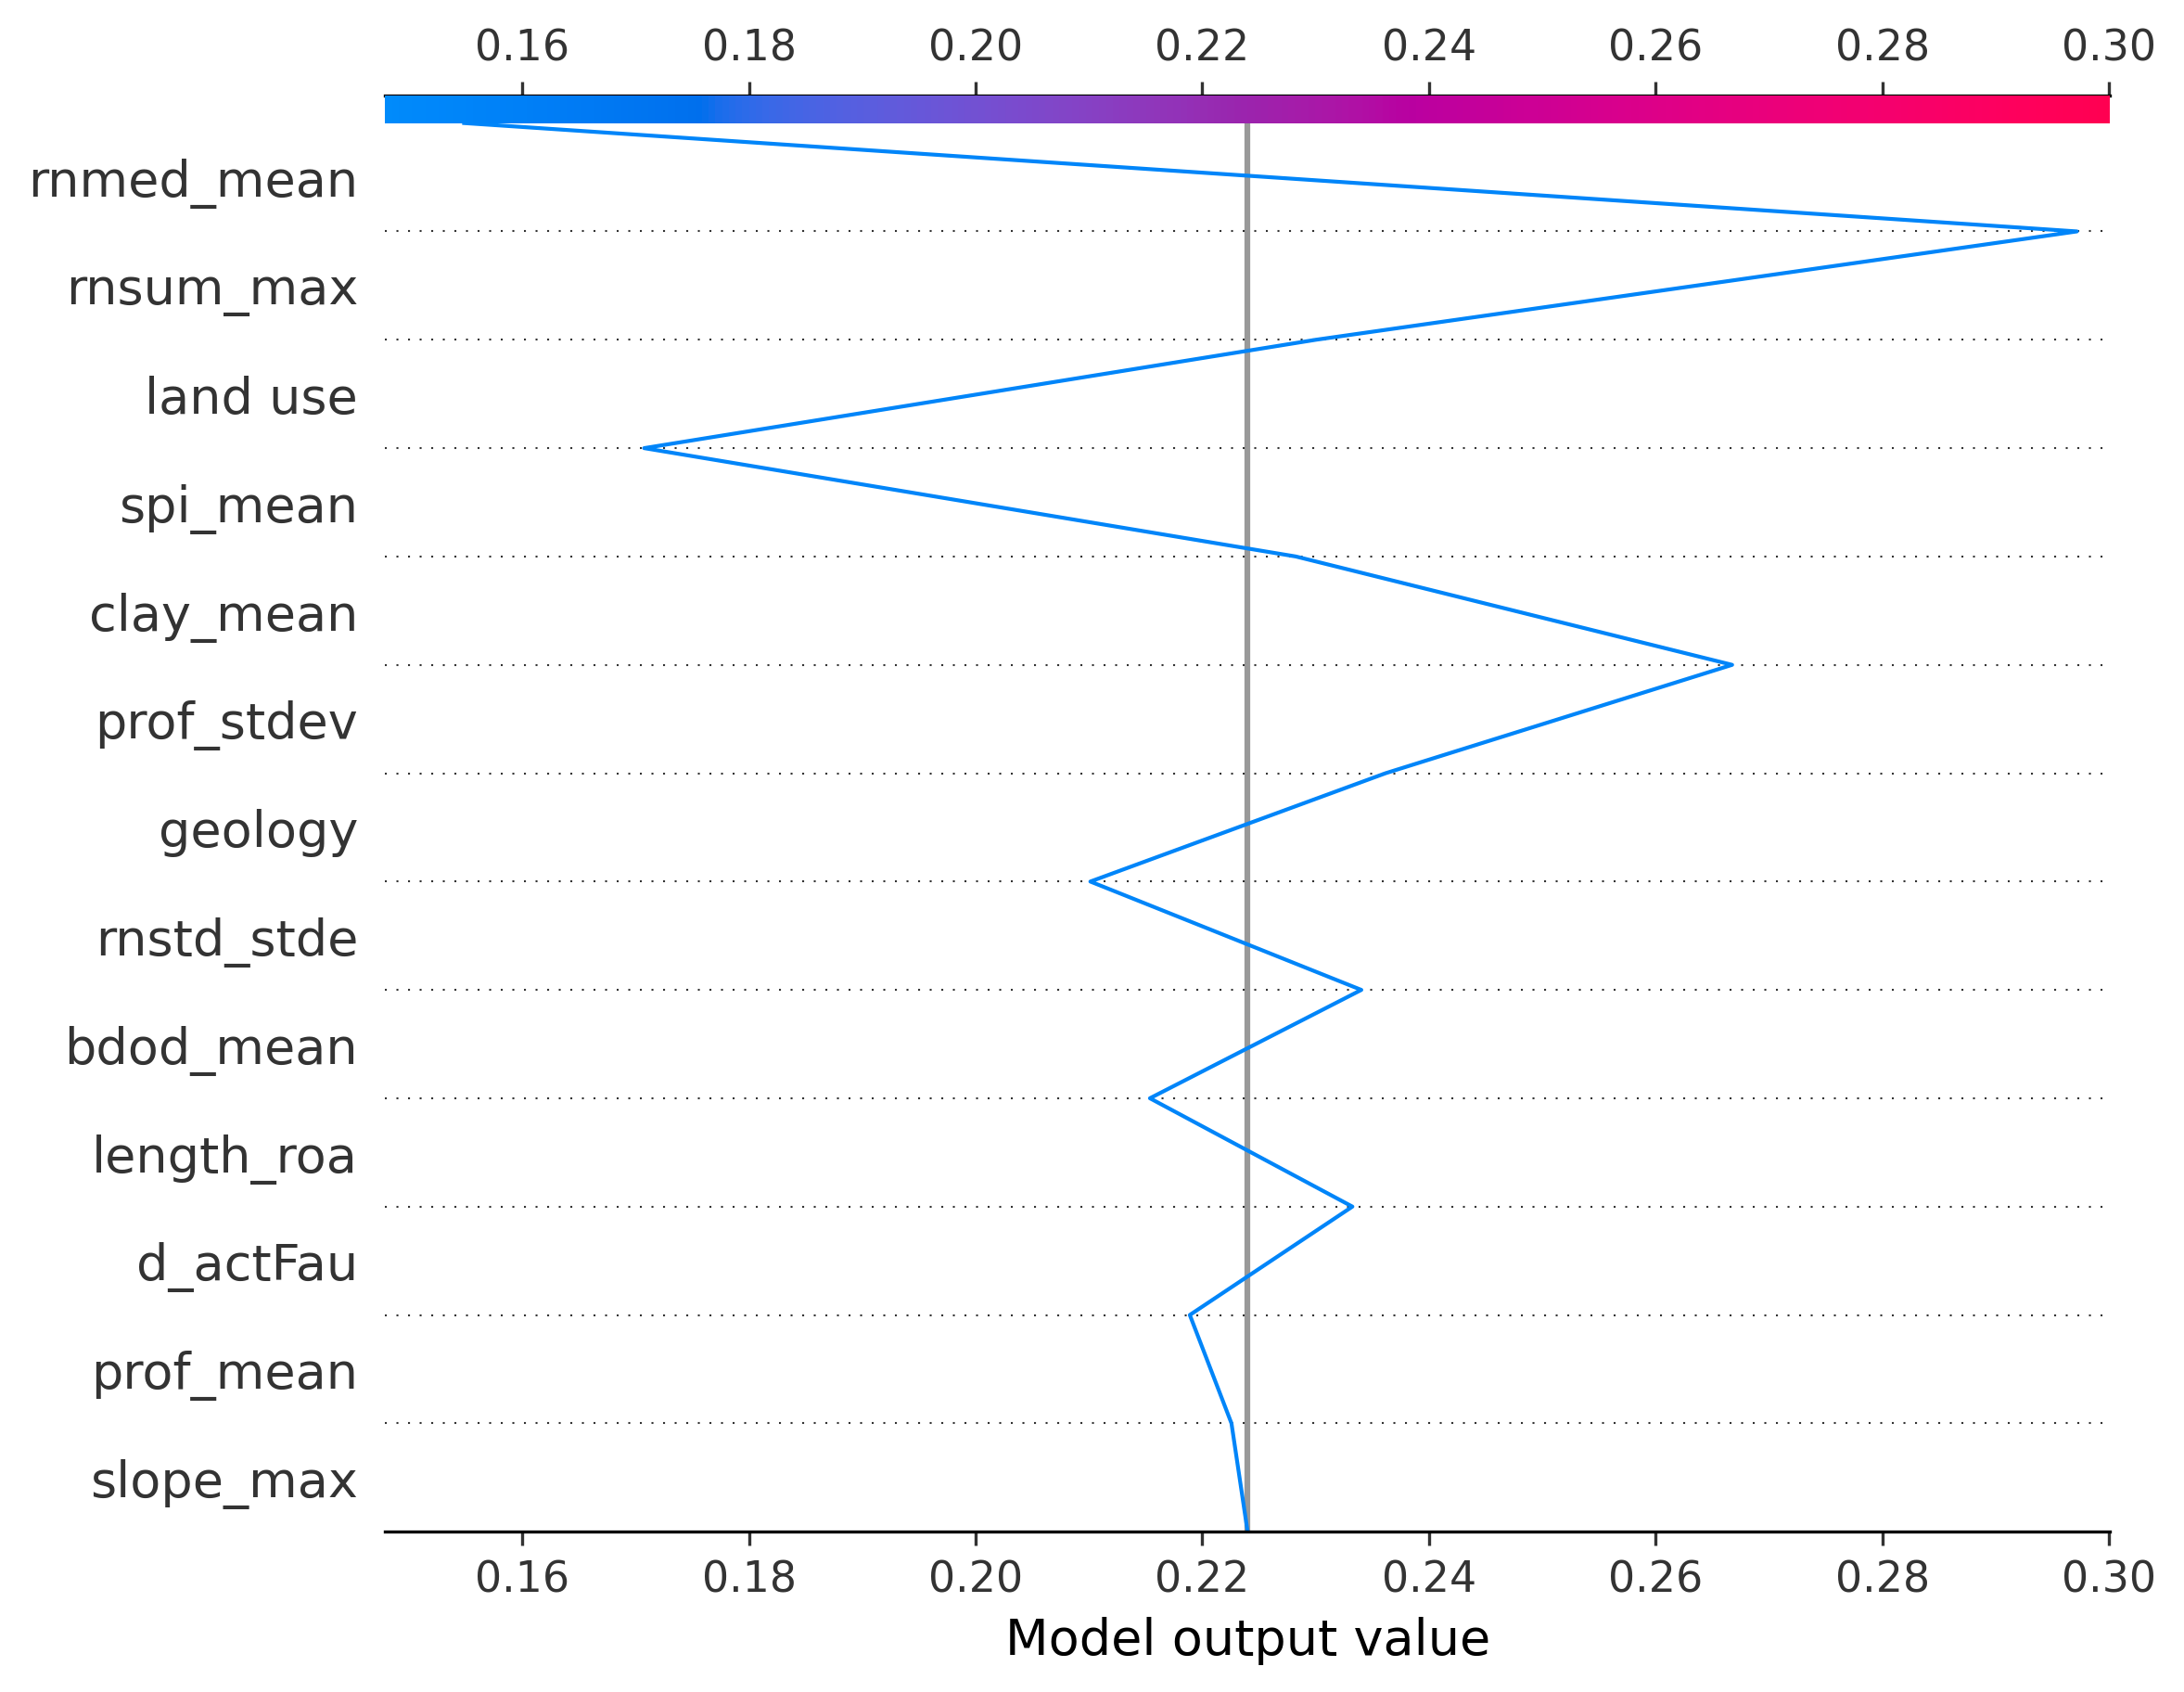 0.16 0.18 0.20 0.22 0.24 0.26 0.28 0.30
rnmed_mean
rnsum_max
land use
spi_mean
clay_mean
prof_stdev
geology
rnstd_stde
bdod_mean
length_roa
d_actFau
prof_mean
slope_max
0.16 0.18 0.20 0.22 0.24 0.26 0.28 0.30
Model output value